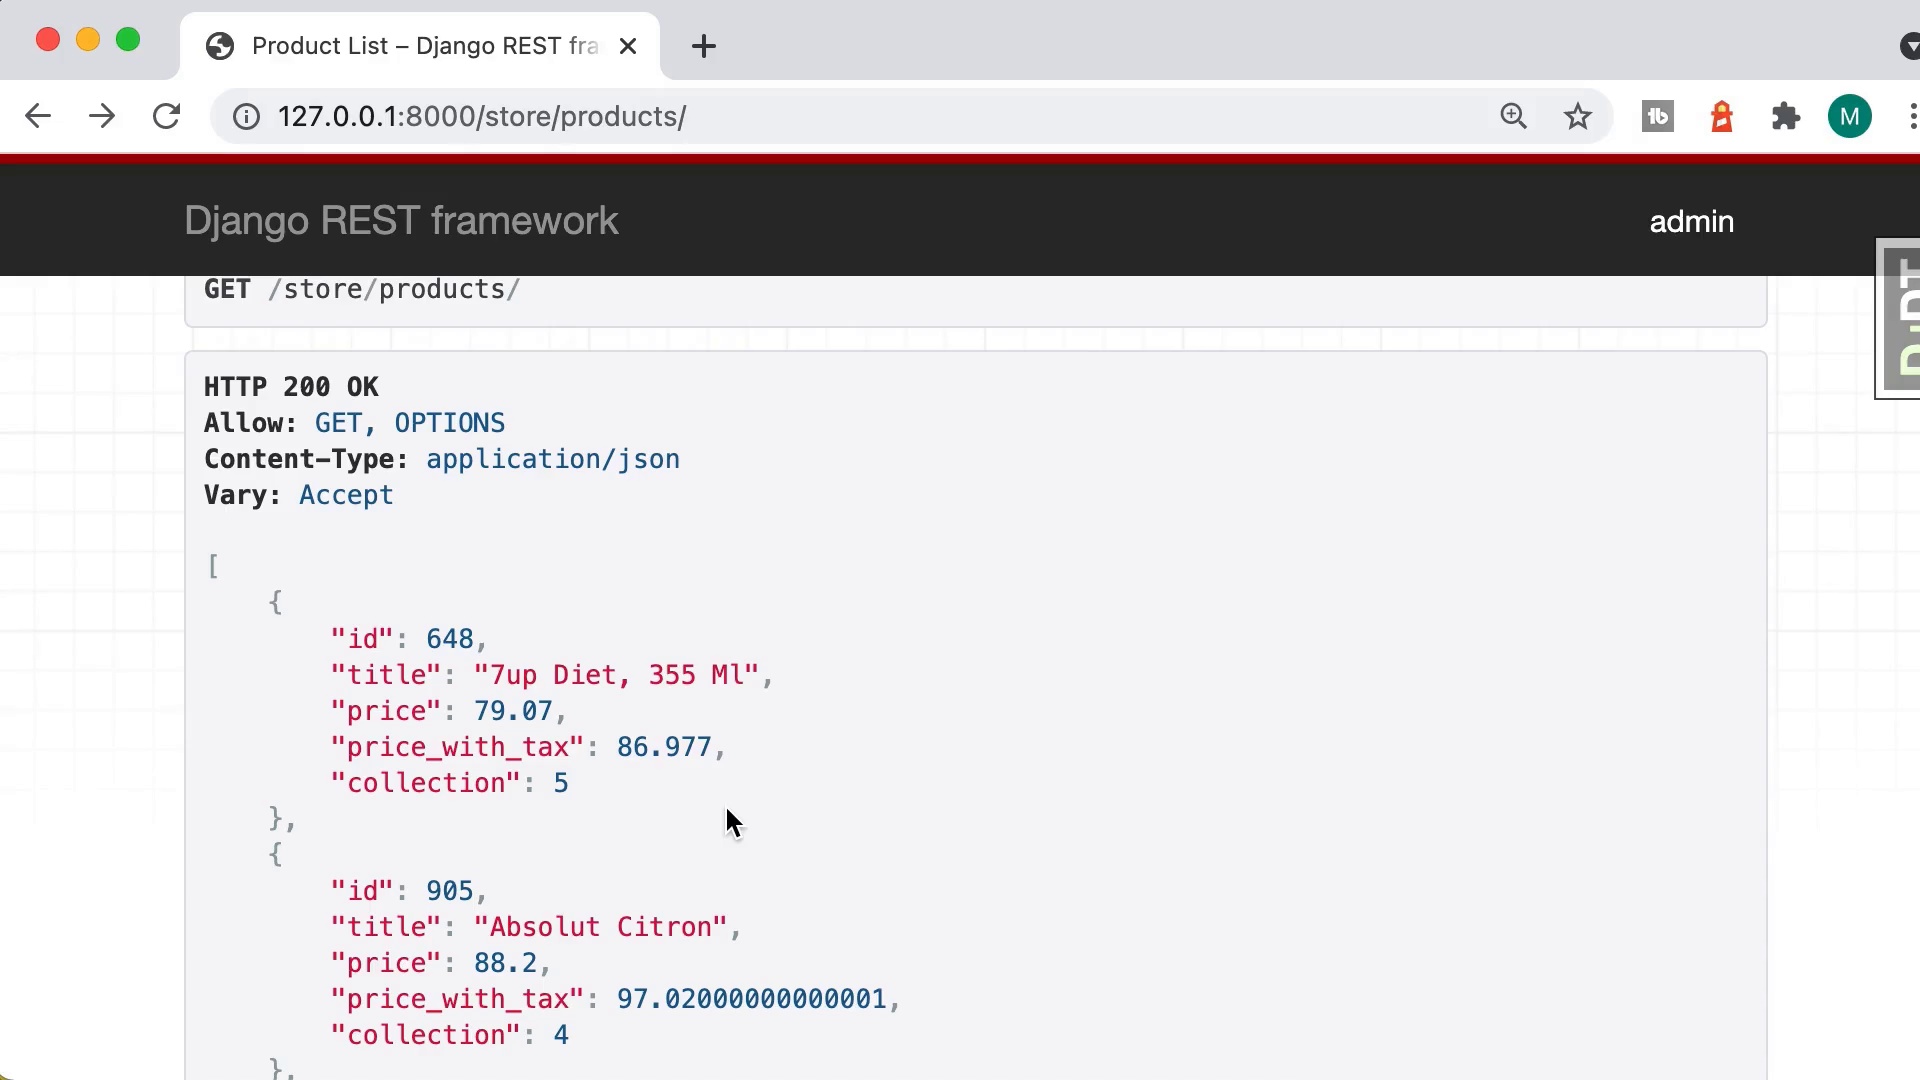 Product List – Django REST fra
127.0.0.1:8000/store/products/
M
Django REST framework
admin
GET /store/products/
HTTP 200 OK
Allow: GET, OPTIONS
Content-Type: application/json
Vary: Accept
[
    {
        "id": 648,
        "title": "7up Diet, 355 Ml",
        "price": 79.07,
        "price_with_tax": 86.977,
        "collection": 5
    },
    {
        "id": 905,
        "title": "Absolut Citron",
        "price": 88.2,
        "price_with_tax": 97.02000000000001,
        "collection": 4
    },